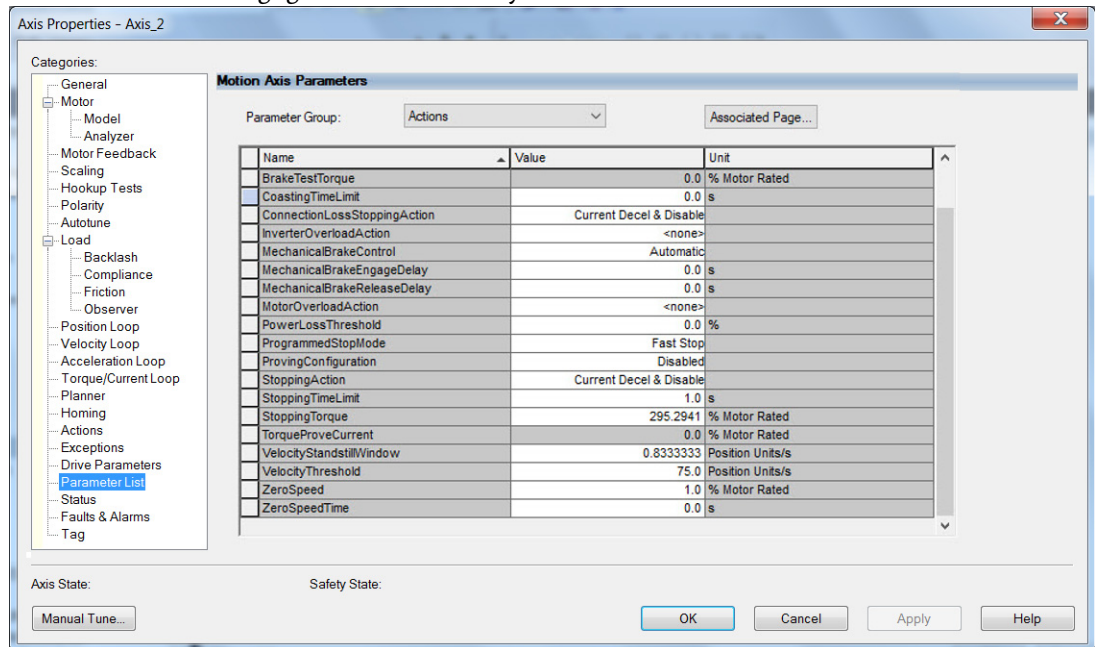 Axis Properties - Axis_2
X
Categories:
General
Motor
Model
Analyzer
Motor Feedback
Scaling
Hookup Tests
Polarity
Autotune
Load
Backlash
Compliance
Friction
Observer
Position Loop
Velocity Loop
Acceleration Loop
Torque/Current Loop
Planner
Homing
Actions
Exceptions
Drive Parameters
Parameter List
Status
Faults & Alarms
Tag
Motion Axis Parameters
Parameter Group: Actions Associated Page...
Name Value Unit
BrakeTestTorque 0.0 % Motor Rated
CoastingTimeLimit 0.0 s
ConnectionLossStoppingAction Current Decel & Disable
InverterOverloadAction <none>
MechanicalBrakeControl Automatic
MechanicalBrakeEngageDelay 0.0 s
MechanicalBrakeReleaseDelay 0.0 s
MotorOverloadAction <none>
PowerLossThreshold 0.0 %
ProgrammedStopMode Fast Stop
ProvingConfiguration Disabled
StoppingAction Current Decel & Disable
StoppingTimeLimit 1.0 s
StoppingTorque 295.2941 % Motor Rated
TorqueProveCurrent 0.0 % Motor Rated
VelocityStandstillWindow 0.8333333 Position Units/s
VelocityThreshold 75.0 Position Units/s
ZeroSpeed 1.0 % Motor Rated
ZeroSpeedTime 0.0 s
Axis State: Safety State:
Manual Tune... OK Cancel Apply Help